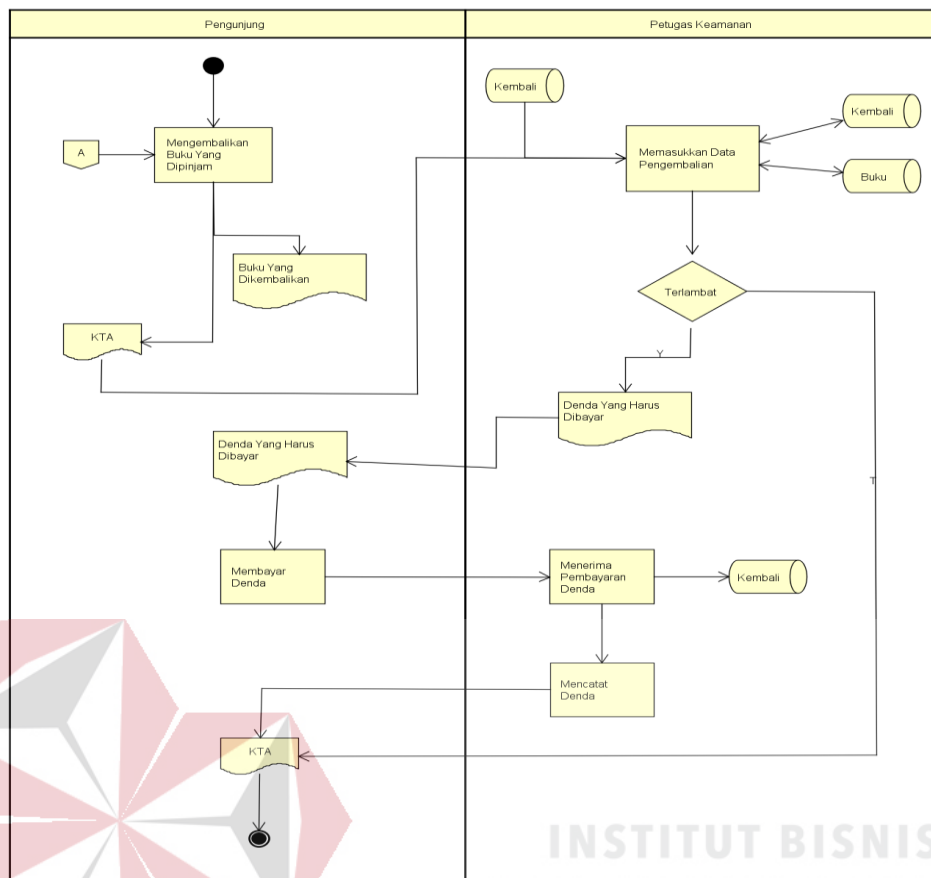 Pengunjung
Petugas Keamanan
Kembali
Kembali
A
Mengembalikan
Buku Yang
Dipinjam
Memasukkan Data
Pengembalian
Buku
Buku Yang
Dikembalikan
Terlambat
KTA
Y
Denda Yang Harus
Dibayar
Denda Yang Harus
Dibayar
T
Membayar
Denda
Menerima
Pembayaran
Denda
Kembali
Mencatat
Denda
KTA
INSTITUT BISNIS